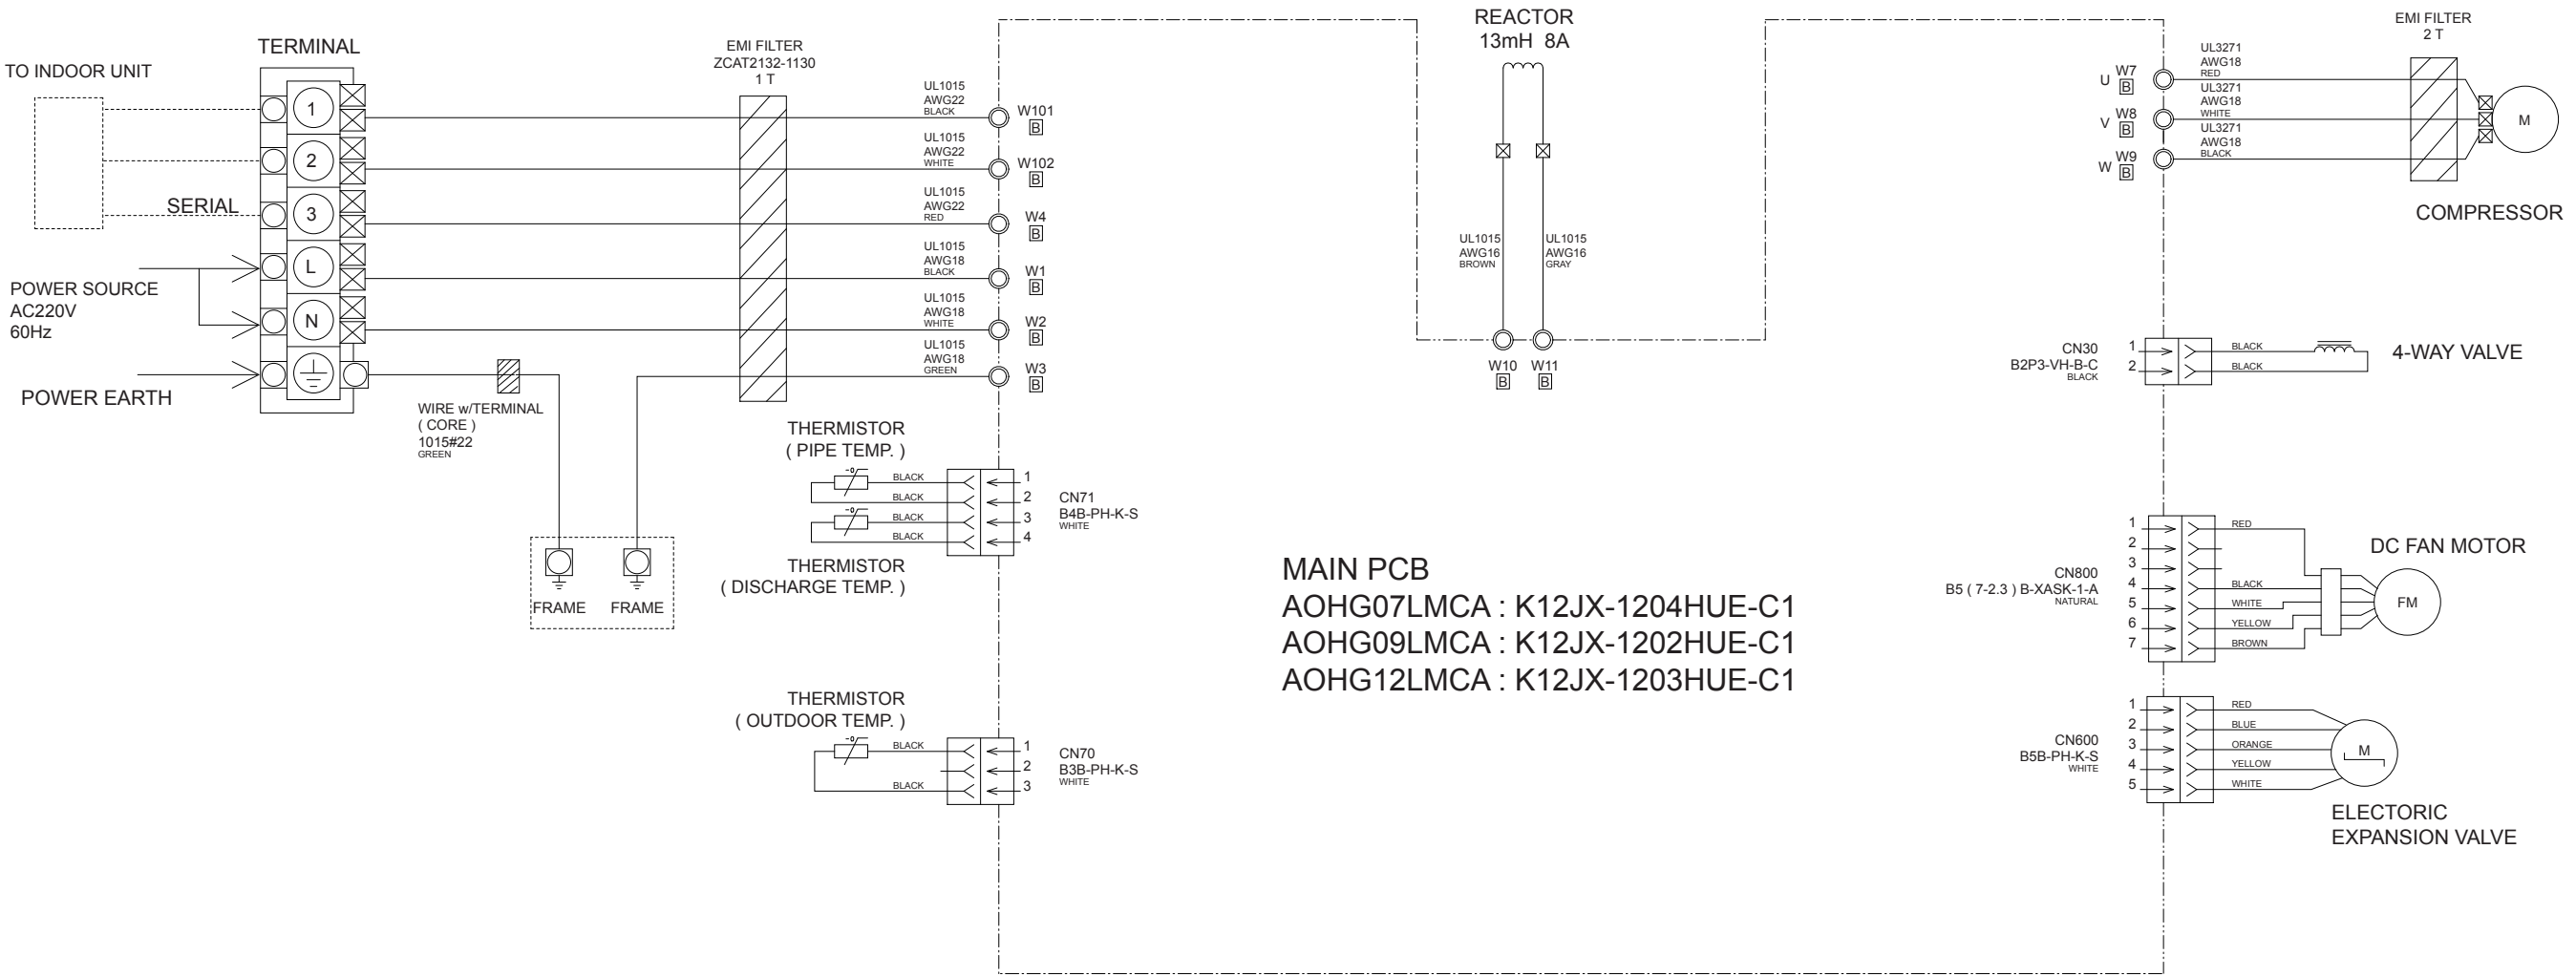 TERMINAL
TO INDOOR UNIT
1
2
SERIAL
3
L
N
POWER SOURCE
AC220V
60Hz
POWER EARTH
WIRE w/TERMINAL
( CORE )
1015#22
GREEN
FRAME
FRAME
EMI FILTER
ZCAT2132-1130
1 T
UL1015
AWG22
BLACK
W101
B
UL1015
AWG22
WHITE
W102
B
UL1015
AWG22
RED
W4
B
UL1015
AWG18
BLACK
W1
B
UL1015
AWG18
WHITE
W2
B
UL1015
AWG18
GREEN
W3
B
THERMISTOR
( PIPE TEMP. )
BLACK
BLACK
BLACK
BLACK
1
2
3
4
CN71
B4B-PH-K-S
WHITE
THERMISTOR
( DISCHARGE TEMP. )
THERMISTOR
( OUTDOOR TEMP. )
BLACK
BLACK
1
2
3
CN70
B3B-PH-K-S
WHITE
REACTOR
13mH 8A
UL1015
AWG16
BROWN
UL1015
AWG16
GRAY
W10
B
W11
B
MAIN PCB
AOHG07LMCA : K12JX-1204HUE-C1
AOHG09LMCA : K12JX-1202HUE-C1
AOHG12LMCA : K12JX-1203HUE-C1
EMI FILTER
2 T
U W7
B
UL3271
AWG18
RED
V W8
B
UL3271
AWG18
WHITE
W W9
B
UL3271
AWG18
BLACK
M
COMPRESSOR
CN30
B2P3-VH-B-C
BLACK
1
2
BLACK
BLACK
4-WAY VALVE
CN800
B5 ( 7-2.3 ) B-XASK-1-A
NATURAL
1
2
3
4
5
6
7
RED
BLACK
WHITE
YELLOW
BROWN
DC FAN MOTOR
FM
CN600
B5B-PH-K-S
WHITE
1
2
3
4
5
RED
BLUE
ORANGE
YELLOW
WHITE
M
ELECTORIC
EXPANSION VALVE